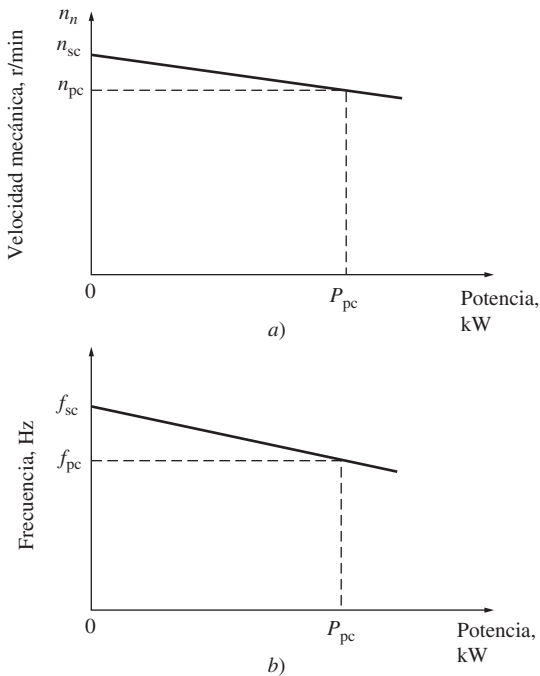 n_n
n_sc
n_pc
Velocidad mecánica, r/min
0
P_pc
Potencia,
kW
a)
f_sc
f_pc
Frecuencia, Hz
0
P_pc
Potencia,
kW
b)